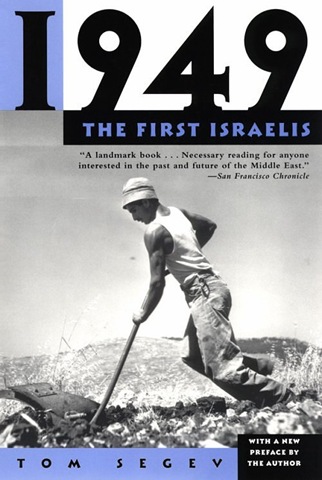 1949
THE FIRST ISRAELIS
"A landmark book . . . Necessary reading for anyone
interested in the past and future of the Middle East."
—San Francisco Chronicle
WITH A NEW
PREFACE BY
THE AUTHOR
TOM SEGEV